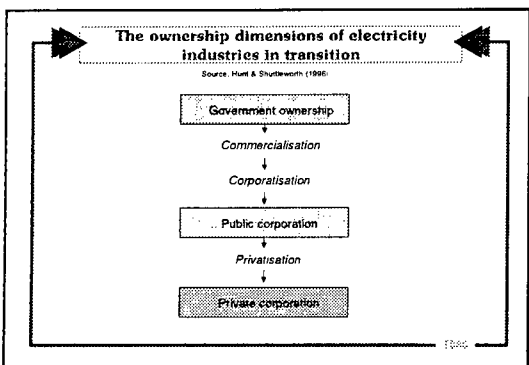 The ownership dimensions of electricity
industries in transition
Source: Hunt & Shuttleworth (1996)
Government ownership
Commercialisation
Corporatisation
Public corporation
Privatisation
Private corporation